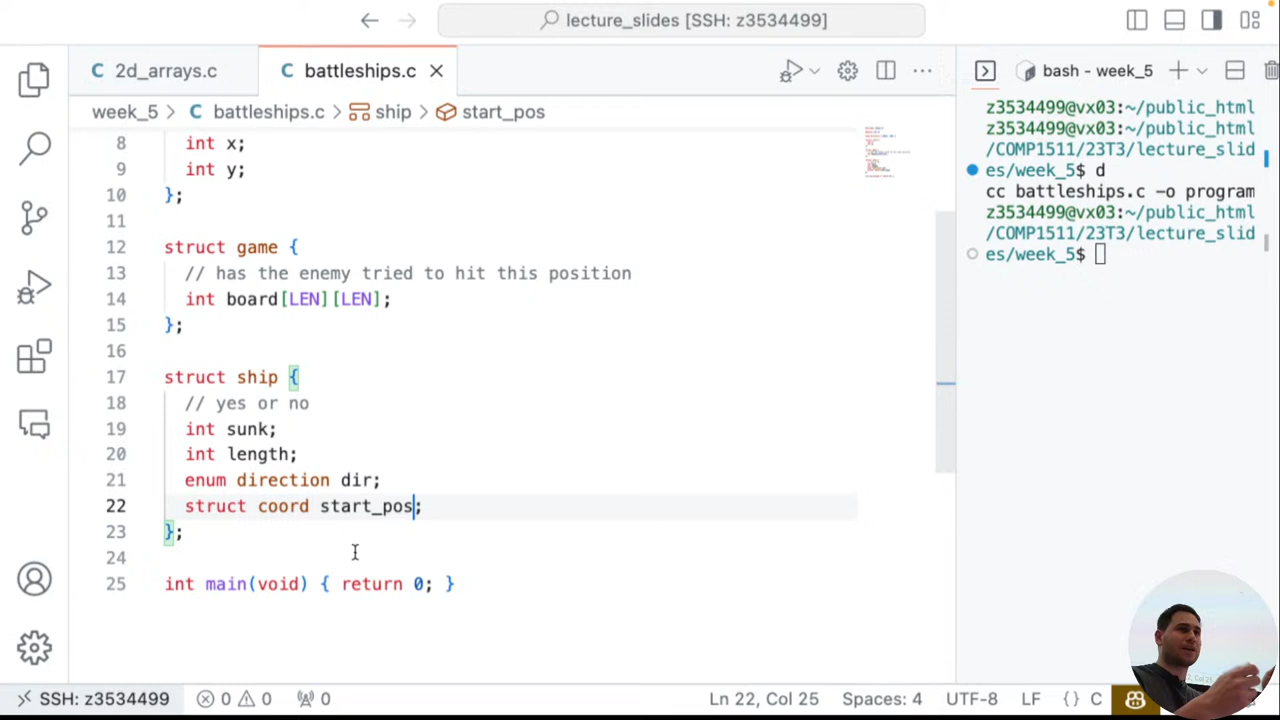 lecture_slides [SSH: z3534499]
C 2d_arrays.c
C battleships.c
bash - week_5
week_5 > C battleships.c > ship > start_pos
8 int x;
9 int y;
10 };
11
12 struct game {
13 // has the enemy tried to hit this position
14 int board[LEN][LEN];
15 };
16
17 struct ship {
18 // yes or no
19 int sunk;
20 int length;
21 enum direction dir;
22 struct coord start_pos;
23 };
24
25 int main(void) { return 0; }
z3534499@vx03:~/public_html
z3534499@vx03:~/public_html
/COMP1511/23T3/lecture_slid
es/week_5$ d
cc battleships.c -o program
z3534499@vx03:~/public_html
/COMP1511/23T3/lecture_slid
es/week_5$
SSH: z3534499 0 0 0 Ln 22, Col 25 Spaces: 4 UTF-8 LF {} C